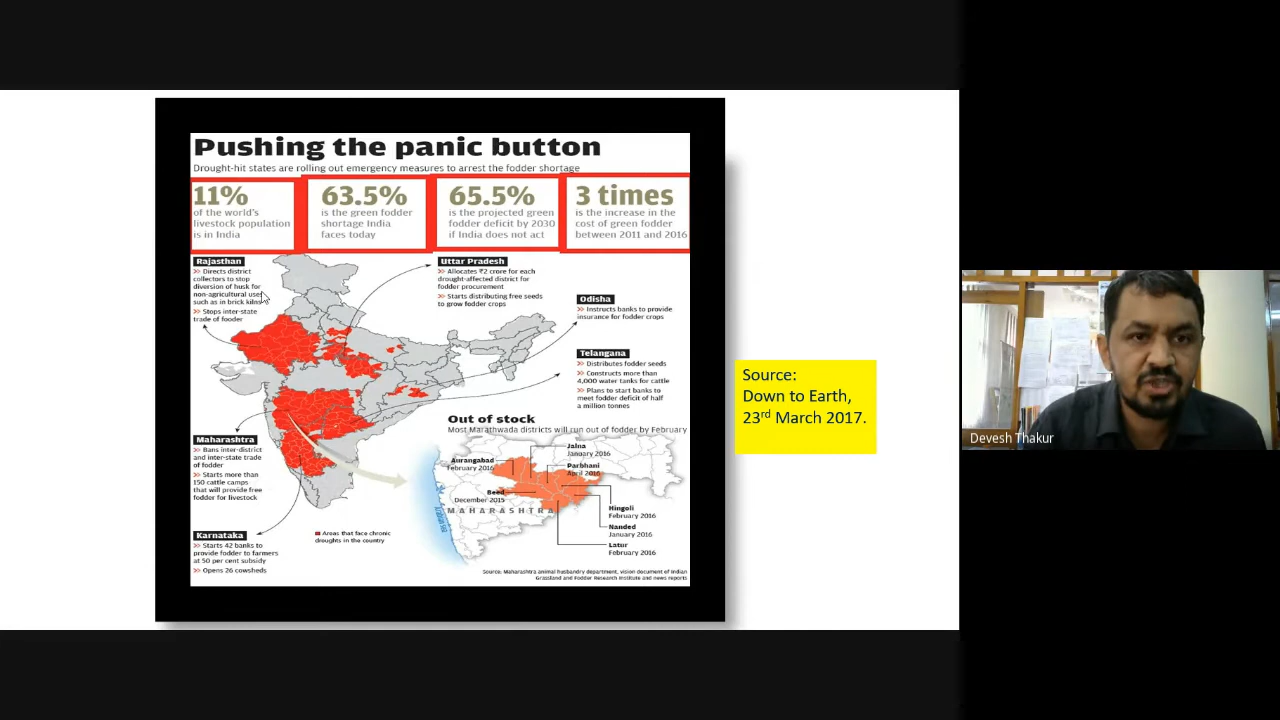 Pushing the panic button
Drought-hit states are rolling out emergency measures to arrest the fodder shortage
11%
of the world's
livestock population
is in India
63.5%
is the green fodder
shortage India
faces today
65.5%
is the projected green
fodder deficit by 2030
if India does not act
3 times
is the increase in the
cost of green fodder
between 2011 and 2016
Rajasthan
>> Directs district
collectors to stop
diversion of husk for
non-agricultural uses
such as in brick kilns
>> Stops inter-state
trade of fooder
Uttar Pradesh
>> Allocates ₹2 crore for each
drought-affected district for
fodder procurement
>> Starts distributing free seeds
to grow fodder crops
Odisha
>> Instructs banks to provide
insurance for fodder crops
Telangana
>> Distributes fodder seeds
>> Constructs more than
4,000 water tanks for cattle
>> Plans to start banks to
meet fodder deficit of half
a million tonnes
Maharashtra
>> Bans inter-district
and inter-state trade
of fodder
>> Starts more than
150 cattle camps
that will provide free
fodder for livestock
Karnataka
>> Starts 42 banks to
provide fodder to farmers
at 50 per cent subsidy
>> Opens 26 cowsheds
Areas that face chronic
droughts in the country
Out of stock
Most Marathwada districts will run out of fodder by February
Jalna
January 2016
Aurangabad
February 2016
Parbhani
April 2016
Beed
December 2015
MAHARASHTRA
Hingoli
February 2016
Nanded
January 2016
Latur
February 2016
Source: Maharashtra animal husbandry department, vision document of Indian
Grassland and Fodder Research Institute and news reports
Source:
Down to Earth,
23rd March 2017.
Devesh Thakur